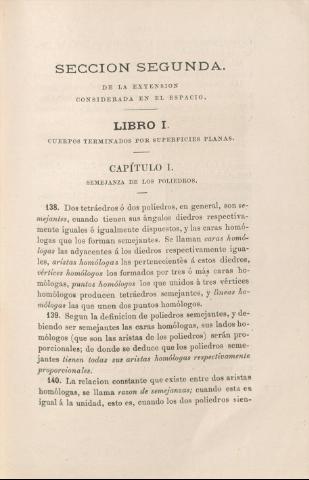 SECCION SEGUNDA.
DE LA EXTENSION
CONSIDERADA EN EL ESPACIO.
LIBRO I.
CUERPOS TERMINADOS POR SUPERFICIES PLANAS.
CAPÍTULO I.
SEMEJANZA DE LOS POLIEDROS.
138. Dos tetráedros ó dos poliedros, en general, son se-
mejantes, cuando tienen sus ángulos diedros respectiva-
mente iguales é igualmente dispuestos, y las caras homó-
logas que los forman semejantes. Se llaman caras homó-
logas las adyacentes á los diedros respectivamente igua-
les, aristas homólogas las pertenecientes á estos diedros,
vértices homólogos los formados por tres ó más caras ho-
mólogas, puntos homólogos los que unidos á tres vértices
homólogos producen tetráedros semejantes, y líneas ho-
mólogas las que unen dos puntos homólogos.
139. Segun la definicion de poliedros semejantes, y de-
biendo ser semejantes las caras homólogas, sus lados ho-
mólogos (que son las aristas de los poliedros) serán pro-
porcionales; de donde se deduce que los poliedros seme-
jantes tienen todas sus aristas homólogas respectivamente
proporcionales.
140. La relacion constante que existe entre dos aristas
homólogas, se llama razon de semejanza; cuando esta es
igual á la unidad, esto es, cuando los dos poliedros sien-